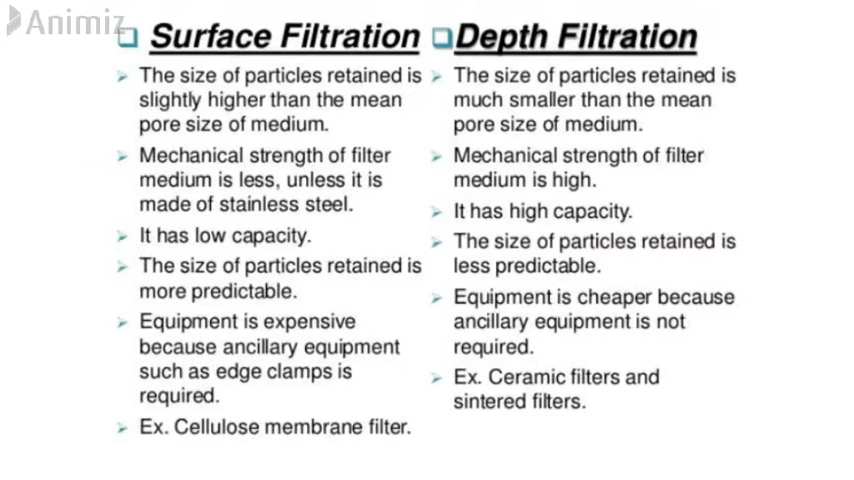 Animiz
Surface Filtration
The size of particles retained is
slightly higher than the mean
pore size of medium.
Mechanical strength of filter
medium is less, unless it is
made of stainless steel.
It has low capacity.
The size of particles retained is
more predictable.
Equipment is expensive
because ancillary equipment
such as edge clamps is
required.
Ex. Cellulose membrane filter.
Depth Filtration
The size of particles retained is
much smaller than the mean
pore size of medium.
Mechanical strength of filter
medium is high.
It has high capacity.
The size of particles retained is
less predictable.
Equipment is cheaper because
ancillary equipment is not
required.
Ex. Ceramic filters and
sintered filters.